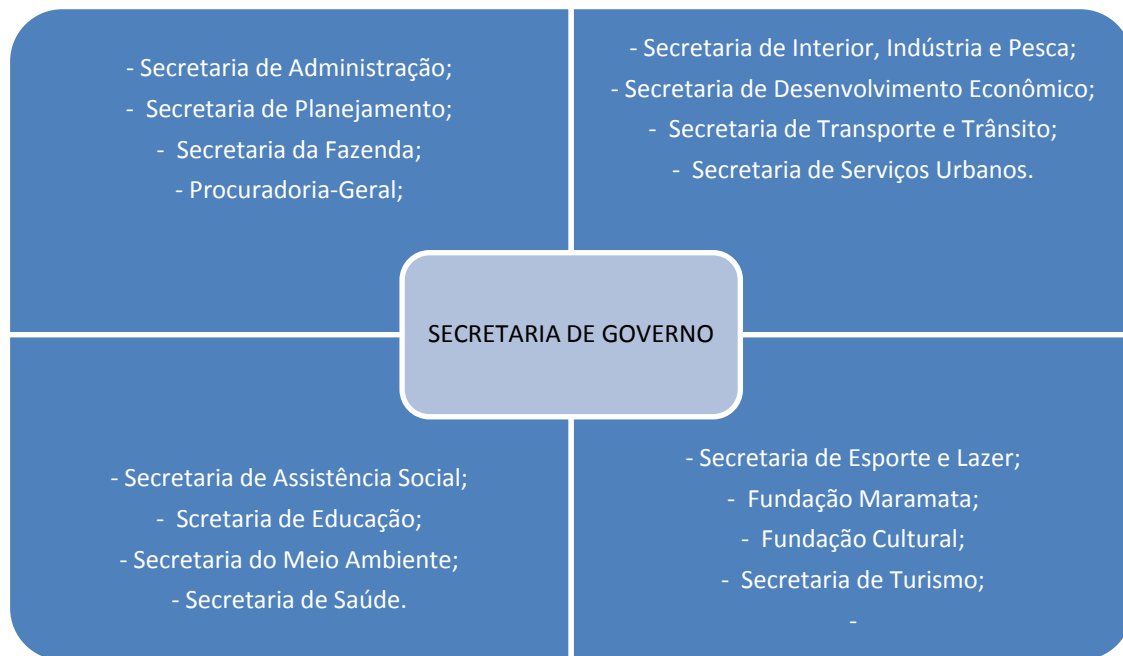 - Secretaria de Administração;
- Secretaria de Planejamento;
- Secretaria da Fazenda;
- Procuradoria-Geral;
- Secretaria de Interior, Indústria e Pesca;
- Secretaria de Desenvolvimento Econômico;
- Secretaria de Transporte e Trânsito;
- Secretaria de Serviços Urbanos.
SECRETARIA DE GOVERNO
- Secretaria de Assistência Social;
- Scretaria de Educação;
- Secretaria do Meio Ambiente;
- Secretaria de Saúde.
- Secretaria de Esporte e Lazer;
- Fundação Maramata;
- Fundação Cultural;
- Secretaria de Turismo;
-